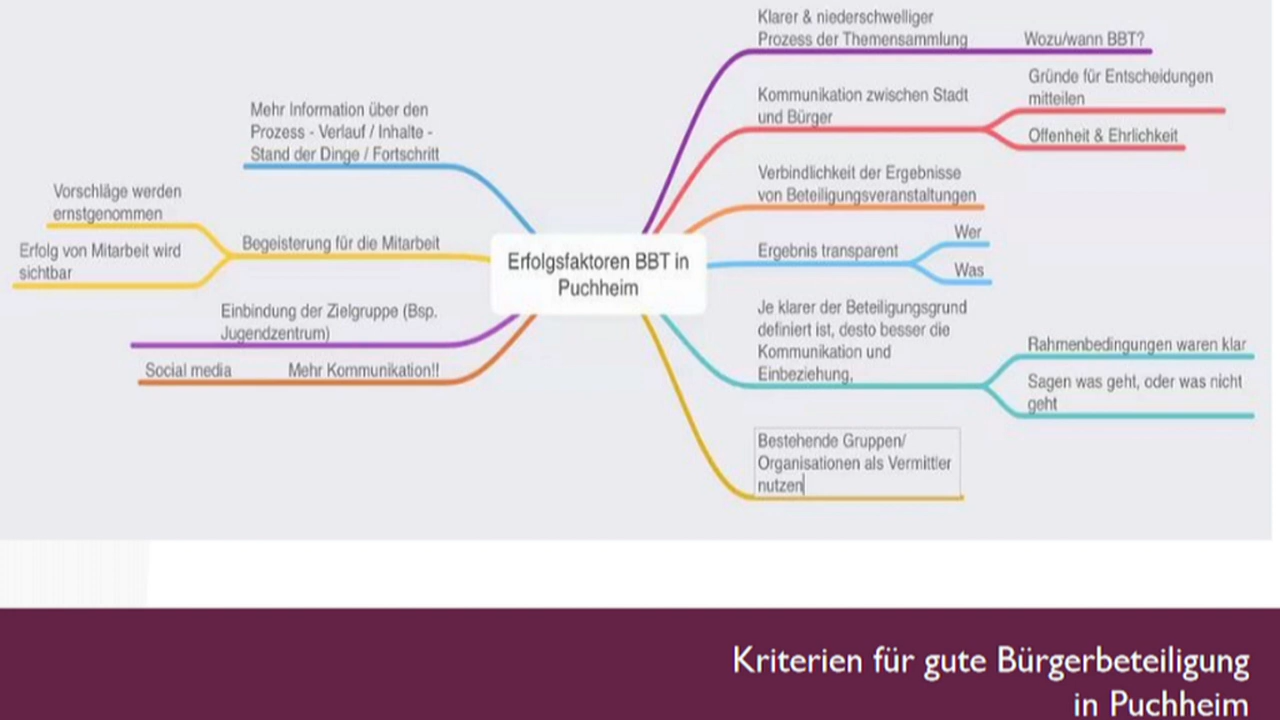 Klarer & niederschwelliger
Prozess der Themensammlung
Wozu/wann BBT?
Gründe für Entscheidungen
mitteilen
Kommunikation zwischen Stadt
und Bürger
Offenheit & Ehrlichkeit
Mehr Information über den
Prozess - Verlauf / Inhalte -
Stand der Dinge / Fortschritt
Verbindlichkeit der Ergebnisse
von Beteiligungsveranstaltungen
Vorschläge werden
ernstgenommen
Begeisterung für die Mitarbeit
Erfolg von Mitarbeit wird
sichtbar
Erfolgsfaktoren BBT in
Puchheim
Ergebnis transparent
Wer
Was
Einbindung der Zielgruppe (Bsp.
Jugendzentrum)
Social media
Mehr Kommunikation!!
Je klarer der Beteiligungsgrund
definiert ist, desto besser die
Kommunikation und
Einbeziehung,
Rahmenbedingungen waren klar
Sagen was geht, oder was nicht
geht
Bestehende Gruppen/
Organisationen als Vermittler
nutzen
Kriterien für gute Bürgerbeteiligung
in Puchheim